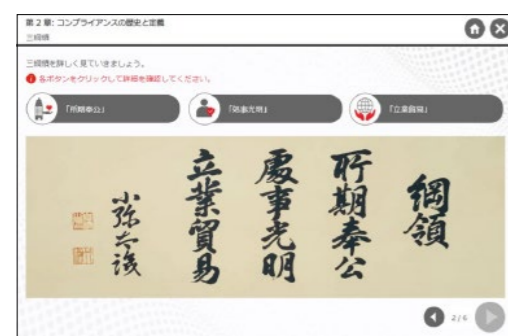 第 2 章: コンプライアンスの歴史と定義
三綱領
三綱領を詳しく見ていきましょう。
各ボタンをクリックして詳細を確認してください。
「所期奉公」
「処事光明」
「立業貿易」
綱領
所期奉公
處事光明
立業貿易
小弥太識
2/6